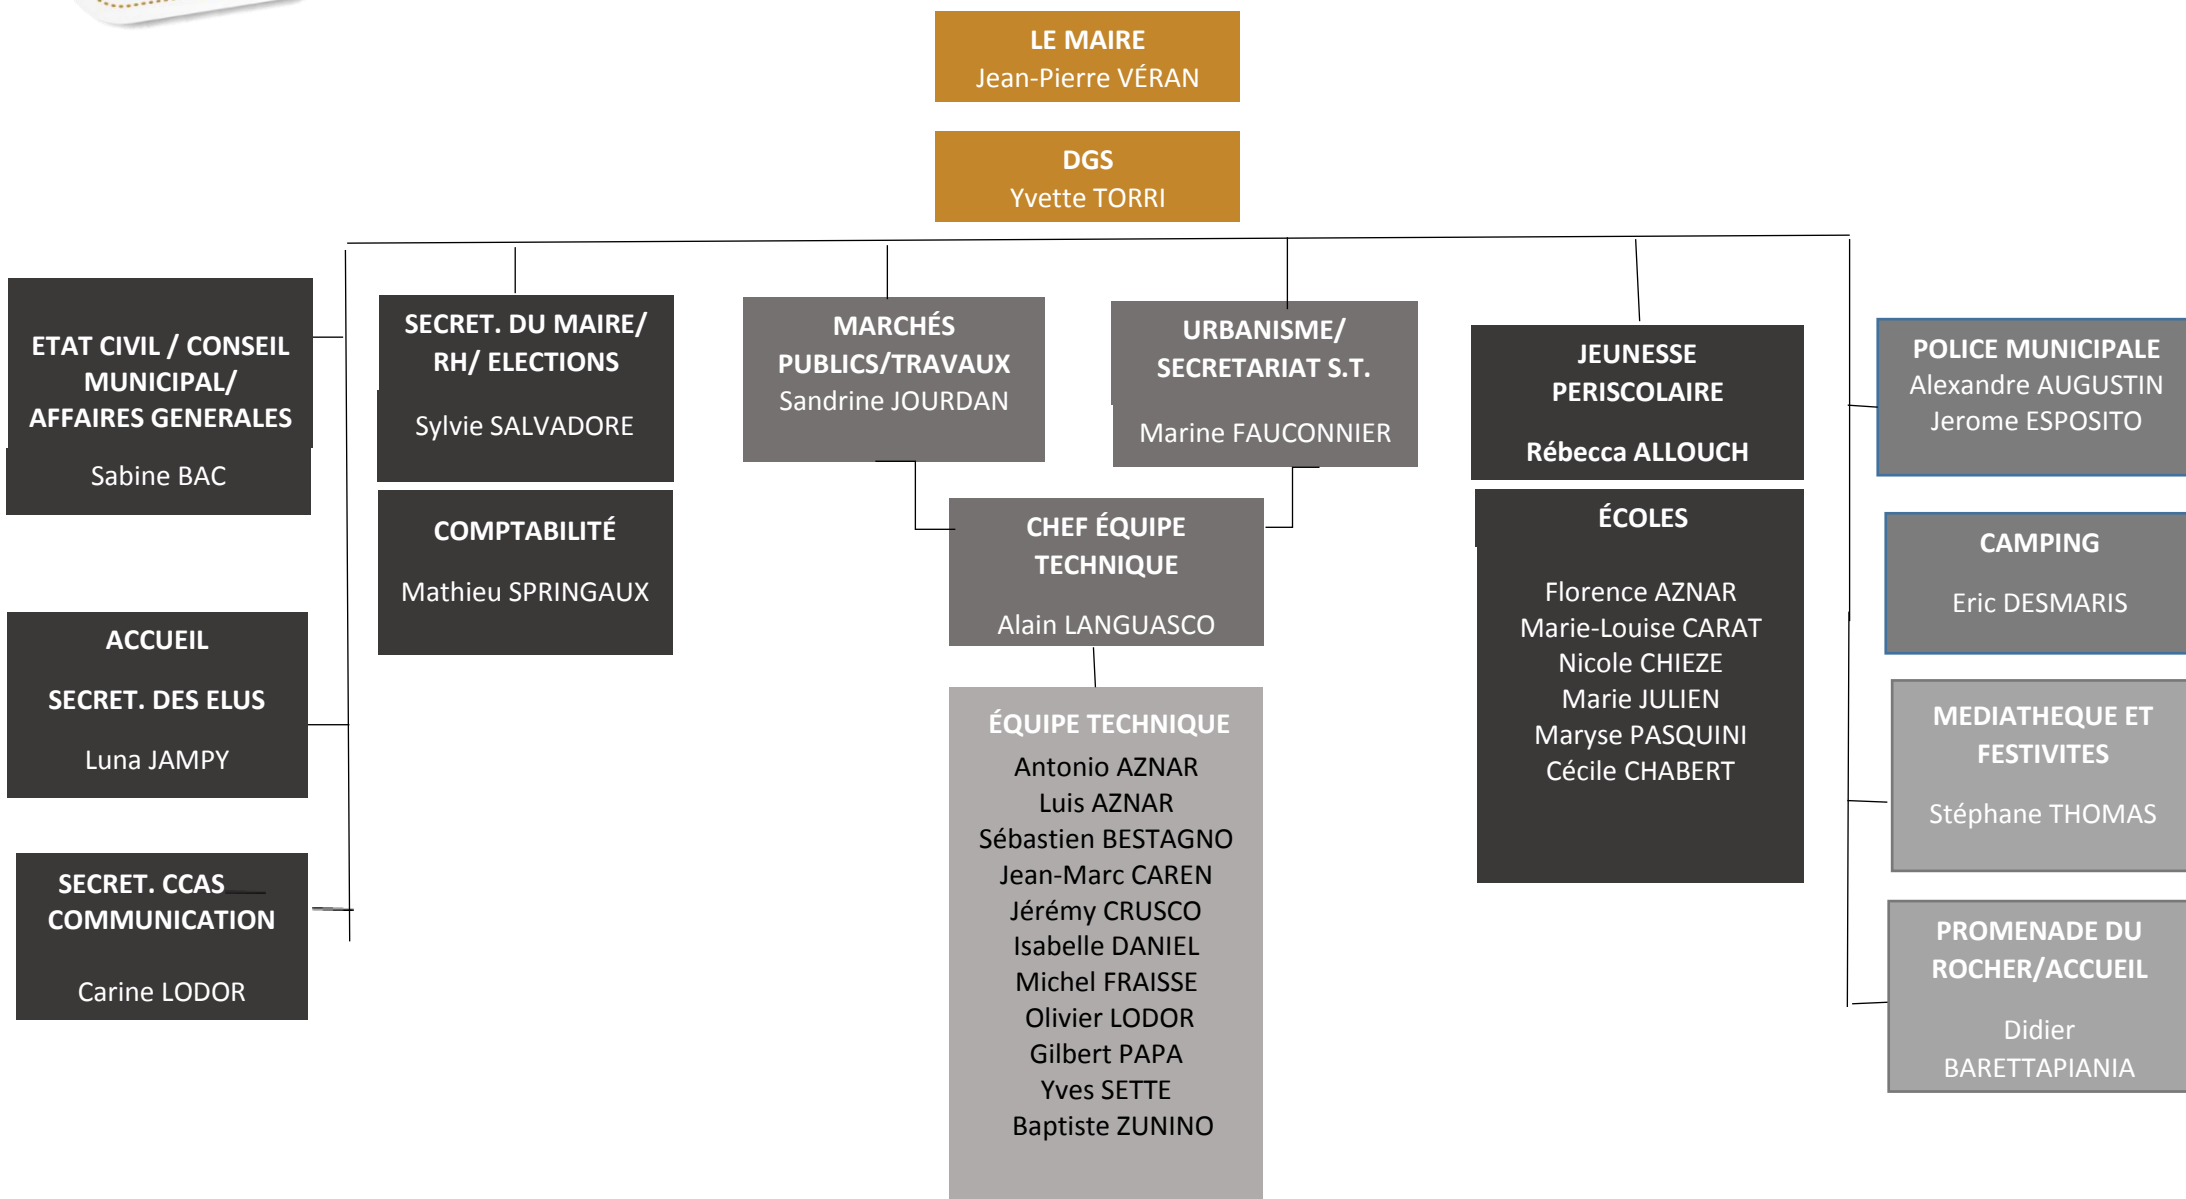 LE MAIRE
Jean-Pierre VÉRAN
DGS
Yvette TORRI
ETAT CIVIL / CONSEIL
MUNICIPAL/
AFFAIRES GENERALES
Sabine BAC
ACCUEIL
SECRET. DES ELUS
Luna JAMPY
SECRET. CCAS
COMMUNICATION
Carine LODOR
SECRET. DU MAIRE/
RH/ ELECTIONS
Sylvie SALVADORE
COMPTABILITÉ
Mathieu SPRINGAUX
MARCHÉS
PUBLICS/TRAVAUX
Sandrine JOURDAN
URBANISME/
SECRETARIAT S.T.
Marine FAUCONNIER
CHEF ÉQUIPE
TECHNIQUE
Alain LANGUASCO
ÉQUIPE TECHNIQUE
Antonio AZNAR
Luis AZNAR
Sébastien BESTAGNO
Jean-Marc CAREN
Jérémy CRUSCO
Isabelle DANIEL
Michel FRAISSE
Olivier LODOR
Gilbert PAPA
Yves SETTE
Baptiste ZUNINO
JEUNESSE
PERISCOLAIRE
Rébecca ALLOUCH
ÉCOLES
Florence AZNAR
Marie-Louise CARAT
Nicole CHIEZE
Marie JULIEN
Maryse PASQUINI
Cécile CHABERT
POLICE MUNICIPALE
Alexandre AUGUSTIN
Jerome ESPOSITO
CAMPING
Eric DESMARIS
MEDIATHEQUE ET
FESTIVITES
Stéphane THOMAS
PROMENADE DU
ROCHER/ACCUEIL
Didier
BARETTAPIANIA